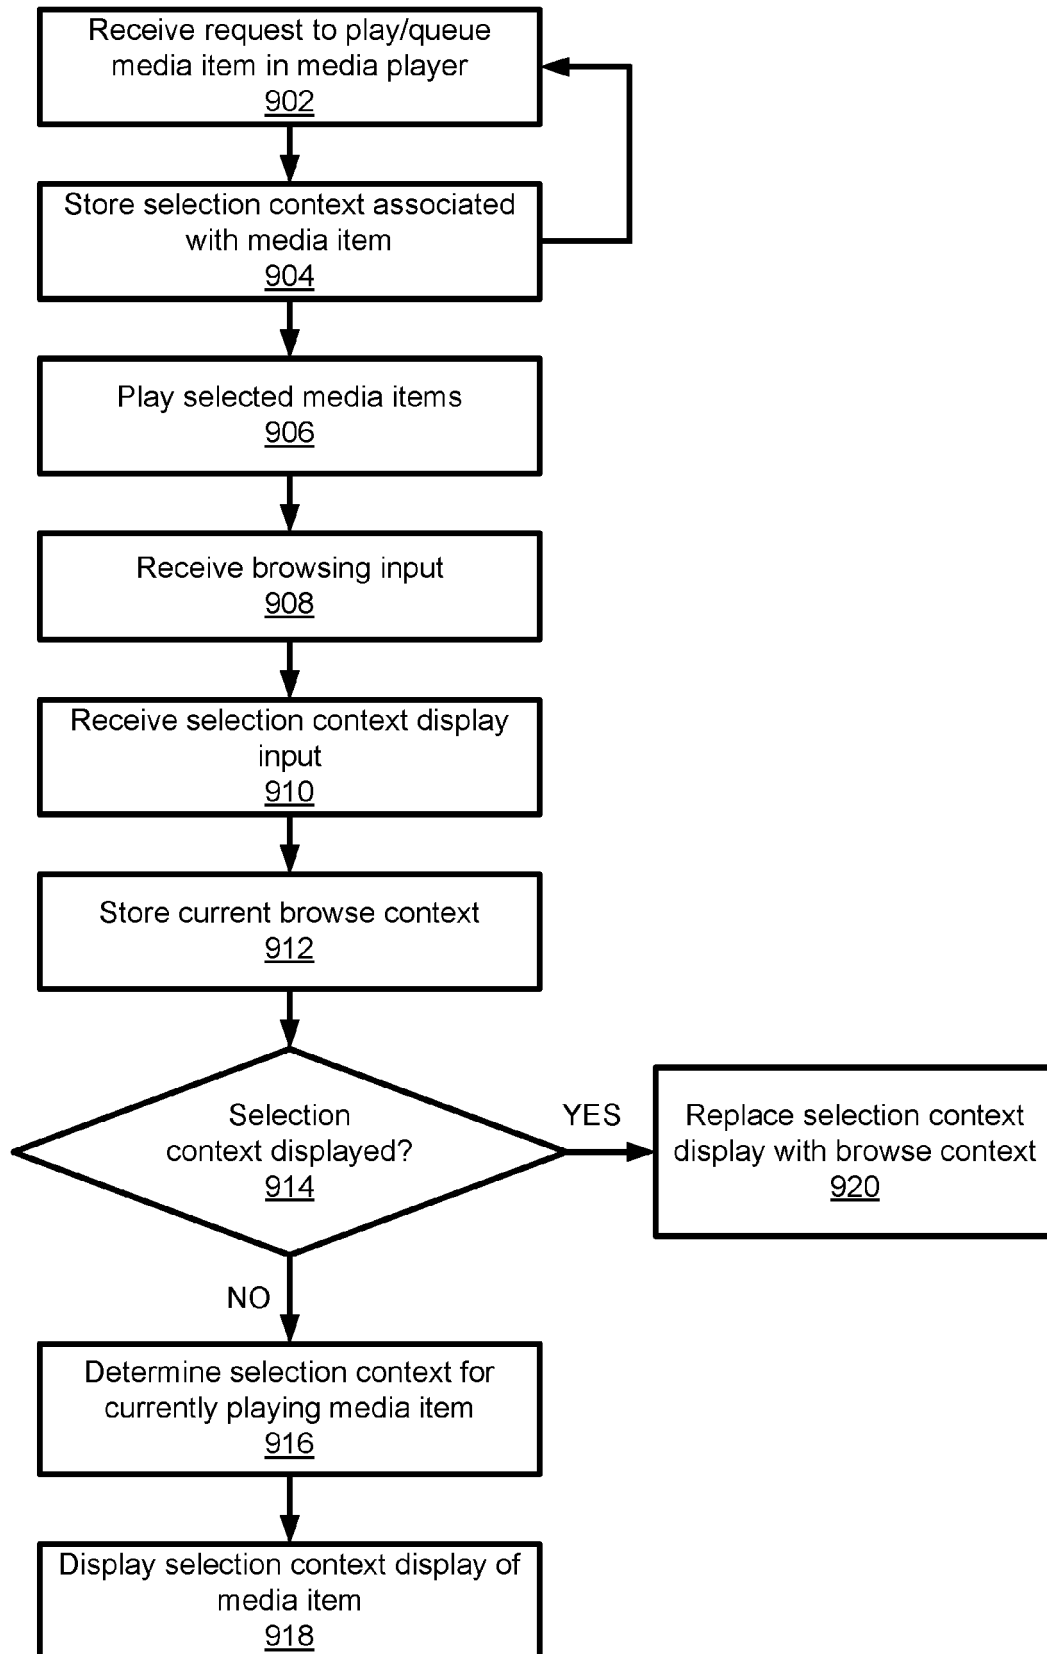 Receive request to play/queue
media item in media player
902
Store selection context associated
with media item
904
Play selected media items
906
Receive browsing input
908
Receive selection context display
input
910
Store current browse context
912
Selection
context displayed?
914
YES
Replace selection context
display with browse context
920
NO
Determine selection context for
currently playing media item
916
Display selection context display of
media item
918